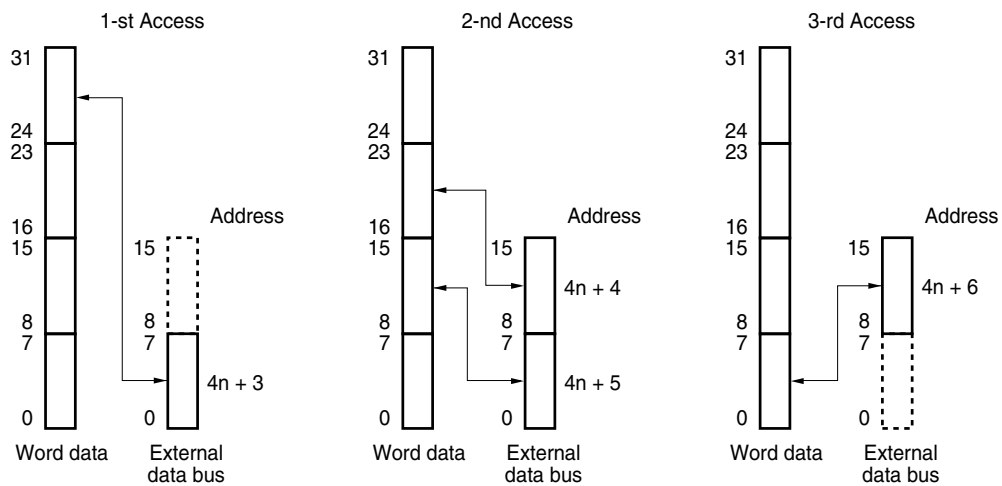 1-st Access
31
24
23
16
15
8
7
0
Word data
Address
15
8
7
0
4n + 3
External
data bus
2-nd Access
31
24
23
16
15
8
7
0
Word data
Address
15
8
7
0
4n + 4
4n + 5
External
data bus
3-rd Access
31
24
23
16
15
8
7
0
Word data
Address
15
8
7
0
4n + 6
External
data bus